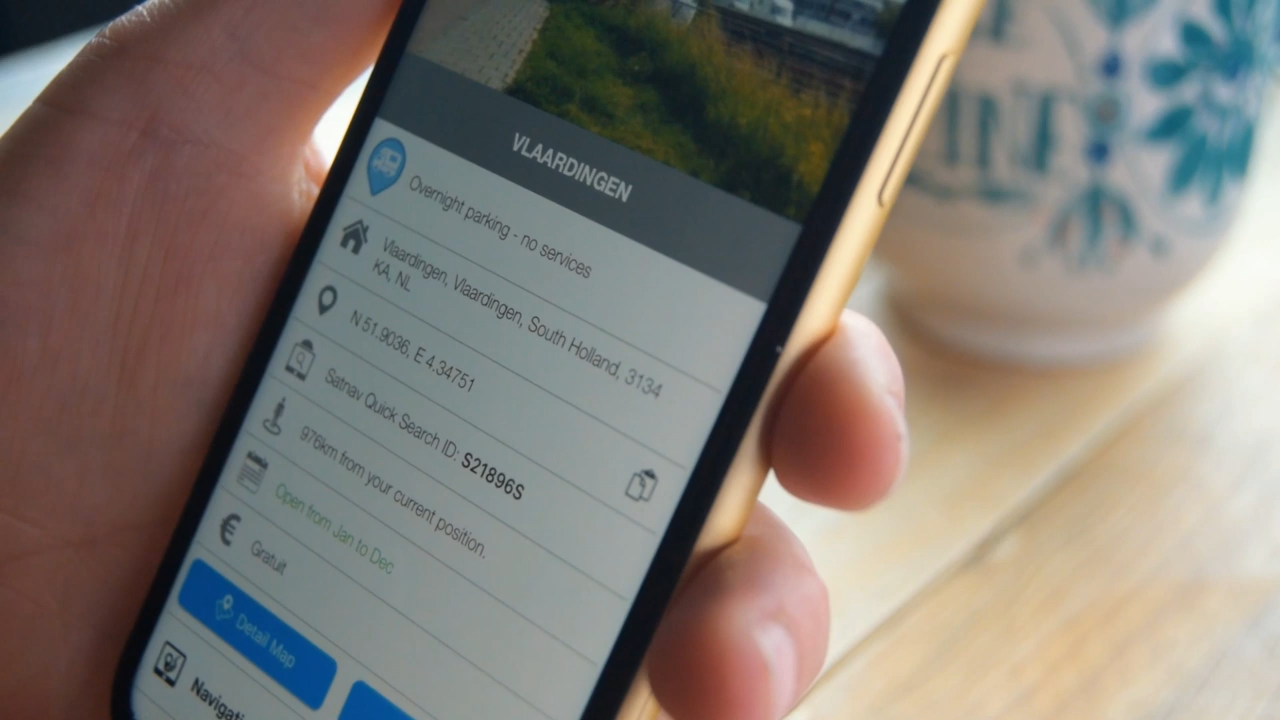 VLAARDINGEN
Overnight parking - no services
Vlaardingen, Vlaardingen, South Holland, 3134
KA, NL
N 51.9036, E 4.34751
Satnav Quick Search ID: S21896S
976km from your current position.
Open from Jan to Dec
Gratuit
Detail Map